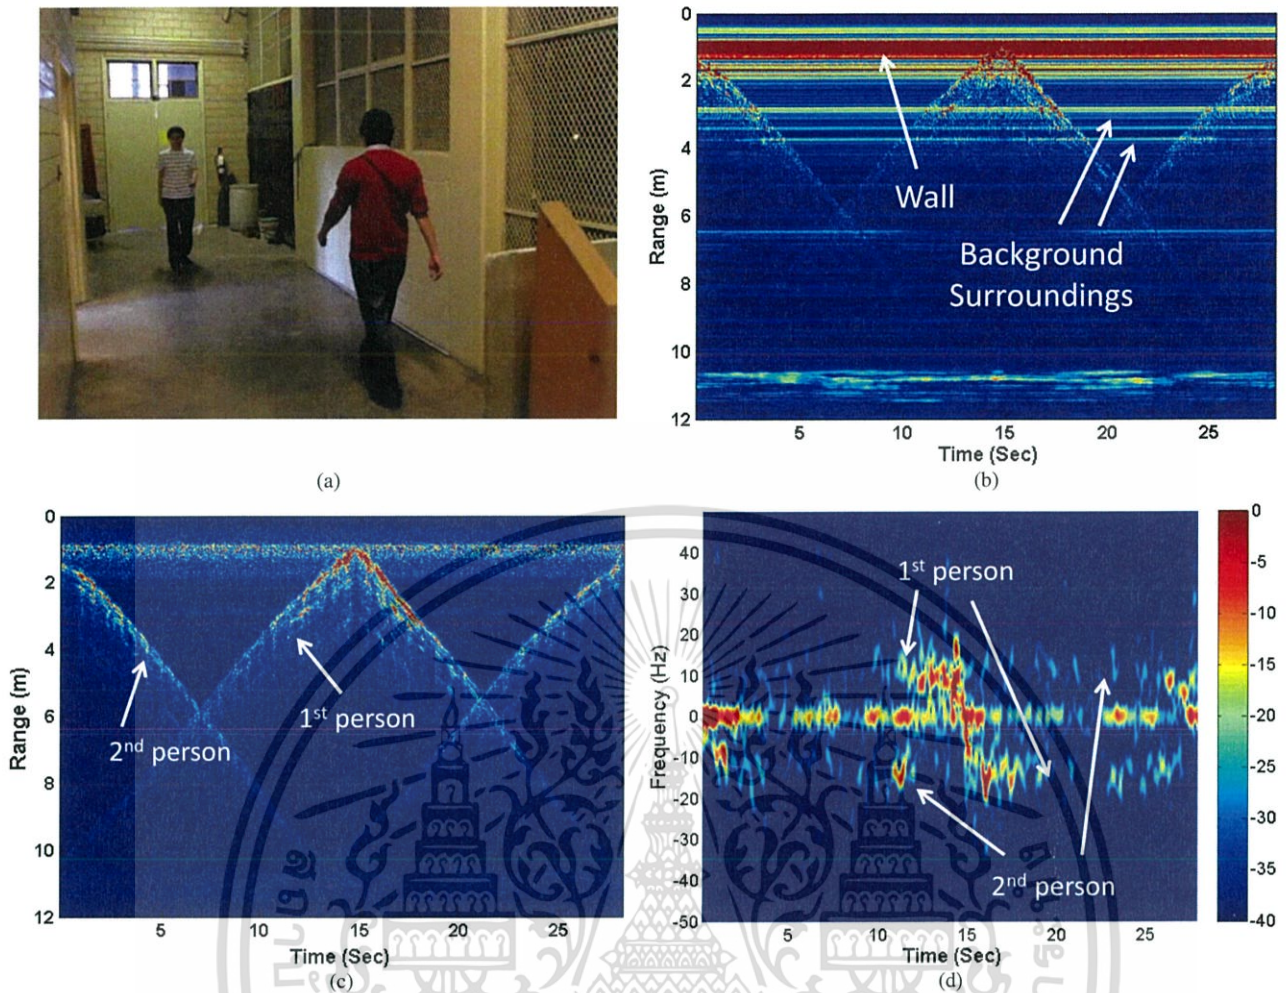 0
2
4
6
8
10
12
Range (m)
Wall
Background
Surroundings
5
10
15
20
25
Time (Sec)
(a)
(b)
0
2
4
6
8
10
12
Range (m)
2nd person
1st person
5
10
15
20
25
Time (Sec)
(c)
40
30
20
10
0
-10
-20
-30
-40
-50
Frequency (Hz)
1st person
2nd person
5
10
15
20
25
Time (Sec)
(d)
0
-5
-10
-15
-20
-25
-30
-35
-40